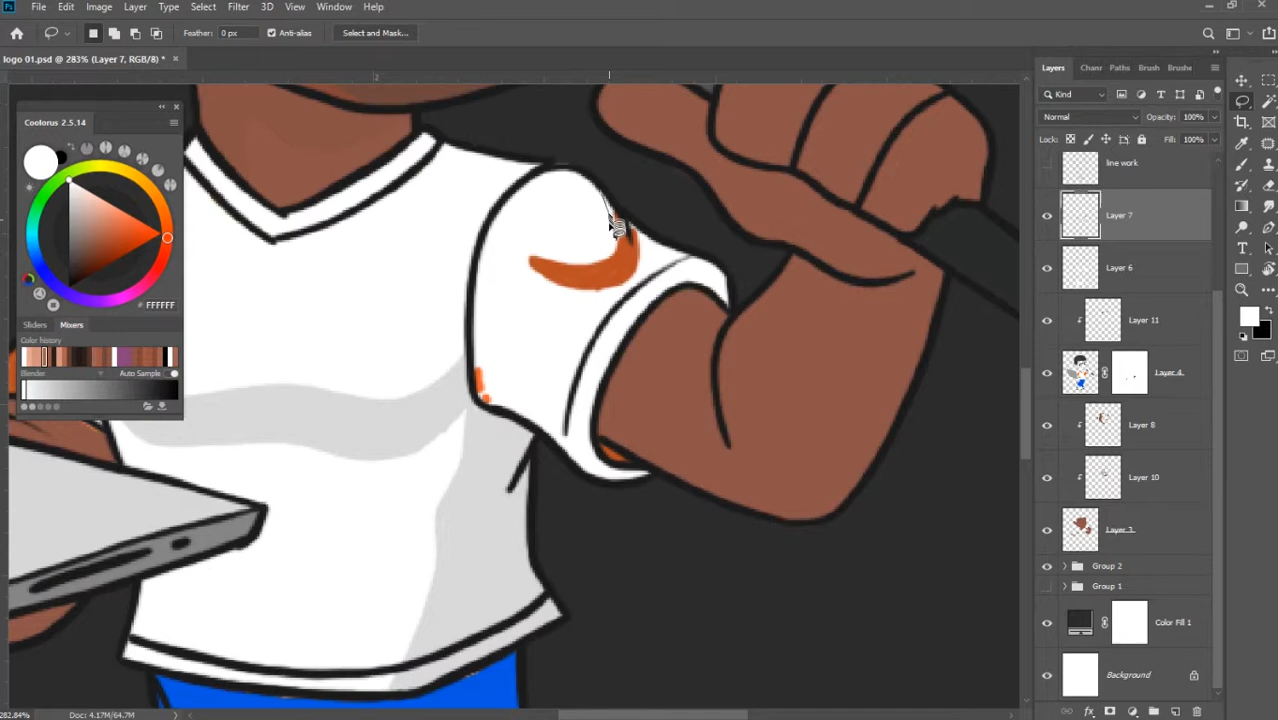 Ps File Edit Image Layer Type Select Filter 3D View Window Help
Feather: 0 px Anti-alias Select and Mask...
logo 01.psd @ 283% (Layer 7, RGB/8) *
2
Coolorus 2.5.14
FFFFFF
Sliders Mixers
Color history
Blender Auto Sample
Layers Chanr Paths Brush Brushe
Kind
Normal Opacity: 100%
Lock: Fill: 100%
line work
Layer 7
Layer 6
Layer 11
Layer 4
Layer 8
Layer 10
Layer 3
Group 2
Group 1
Color Fill 1
Background
282.84% Doc: 4.17M/64.7M